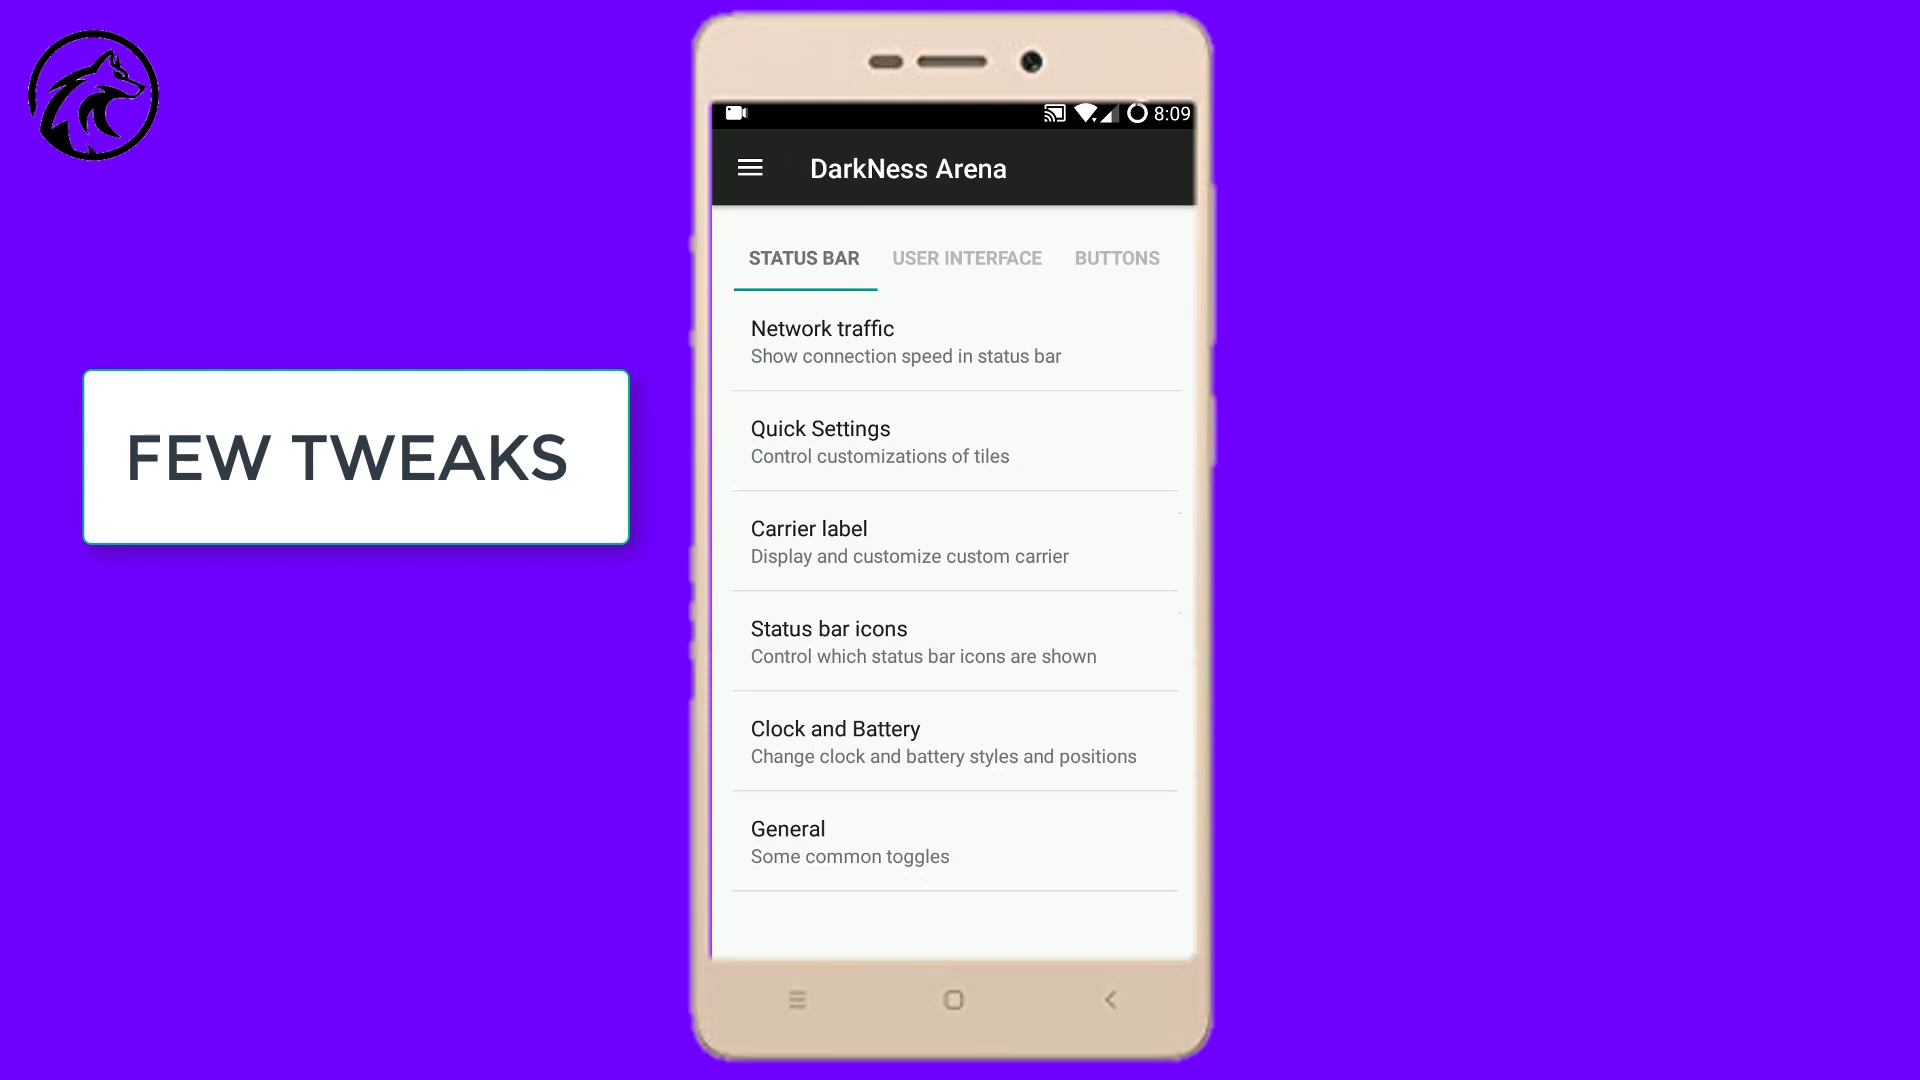 8:09
DarkNess Arena
STATUS BAR USER INTERFACE BUTTONS
Network traffic
Show connection speed in status bar
Quick Settings
Control customizations of tiles
FEW TWEAKS
Carrier label
Display and customize custom carrier
Status bar icons
Control which status bar icons are shown
Clock and Battery
Change clock and battery styles and positions
General
Some common toggles